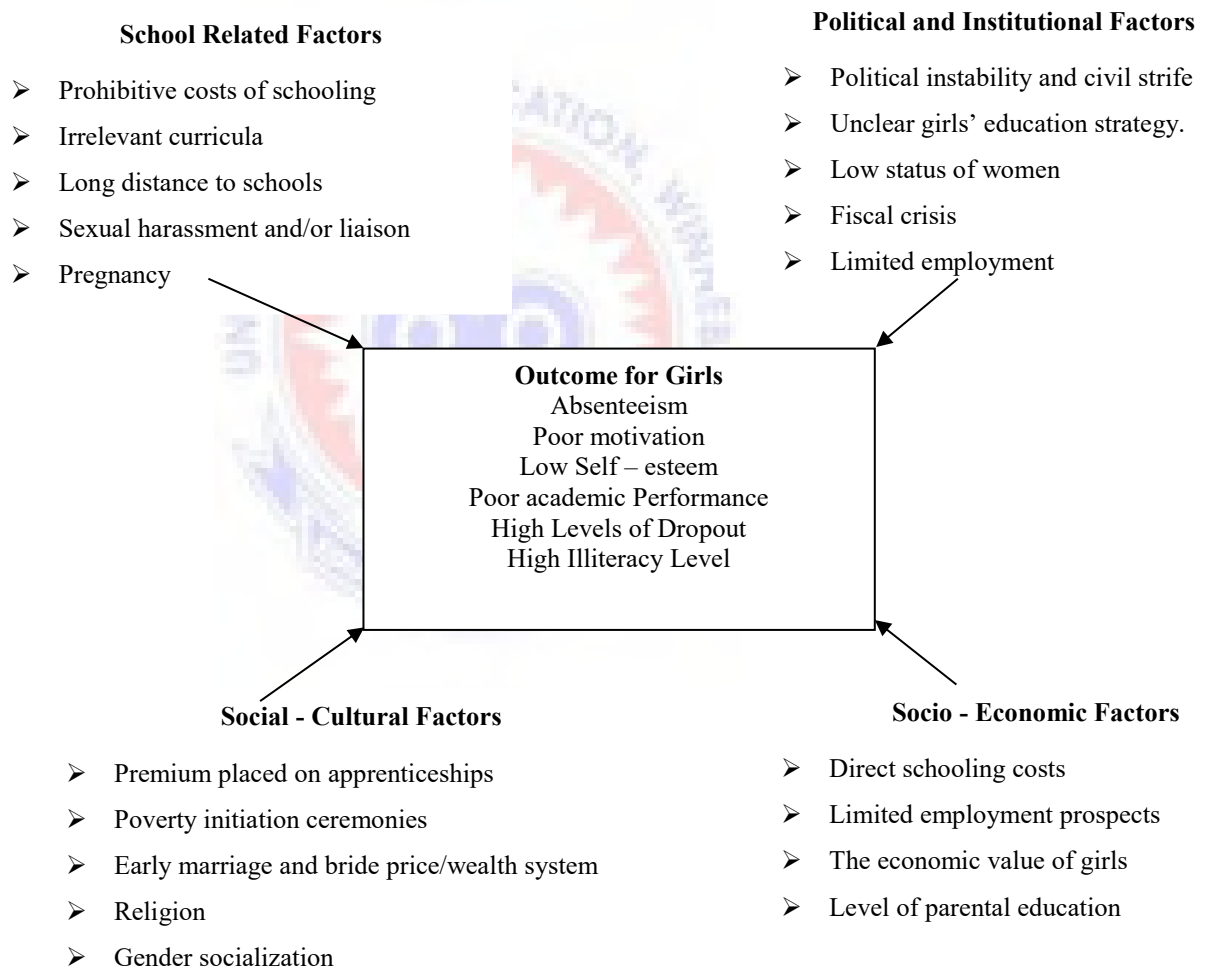 School Related Factors
➢ Prohibitive costs of schooling
➢ Irrelevant curricula
➢ Long distance to schools
➢ Sexual harassment and/or liaison
➢ Pregnancy
Political and Institutional Factors
➢ Political instability and civil strife
➢ Unclear girls’ education strategy.
➢ Low status of women
➢ Fiscal crisis
➢ Limited employment
Outcome for Girls
Absenteeism
Poor motivation
Low Self – esteem
Poor academic Performance
High Levels of Dropout
High Illiteracy Level
Social - Cultural Factors
➢ Premium placed on apprenticeships
➢ Poverty initiation ceremonies
➢ Early marriage and bride price/wealth system
➢ Religion
➢ Gender socialization
Socio - Economic Factors
➢ Direct schooling costs
➢ Limited employment prospects
➢ The economic value of girls
➢ Level of parental education